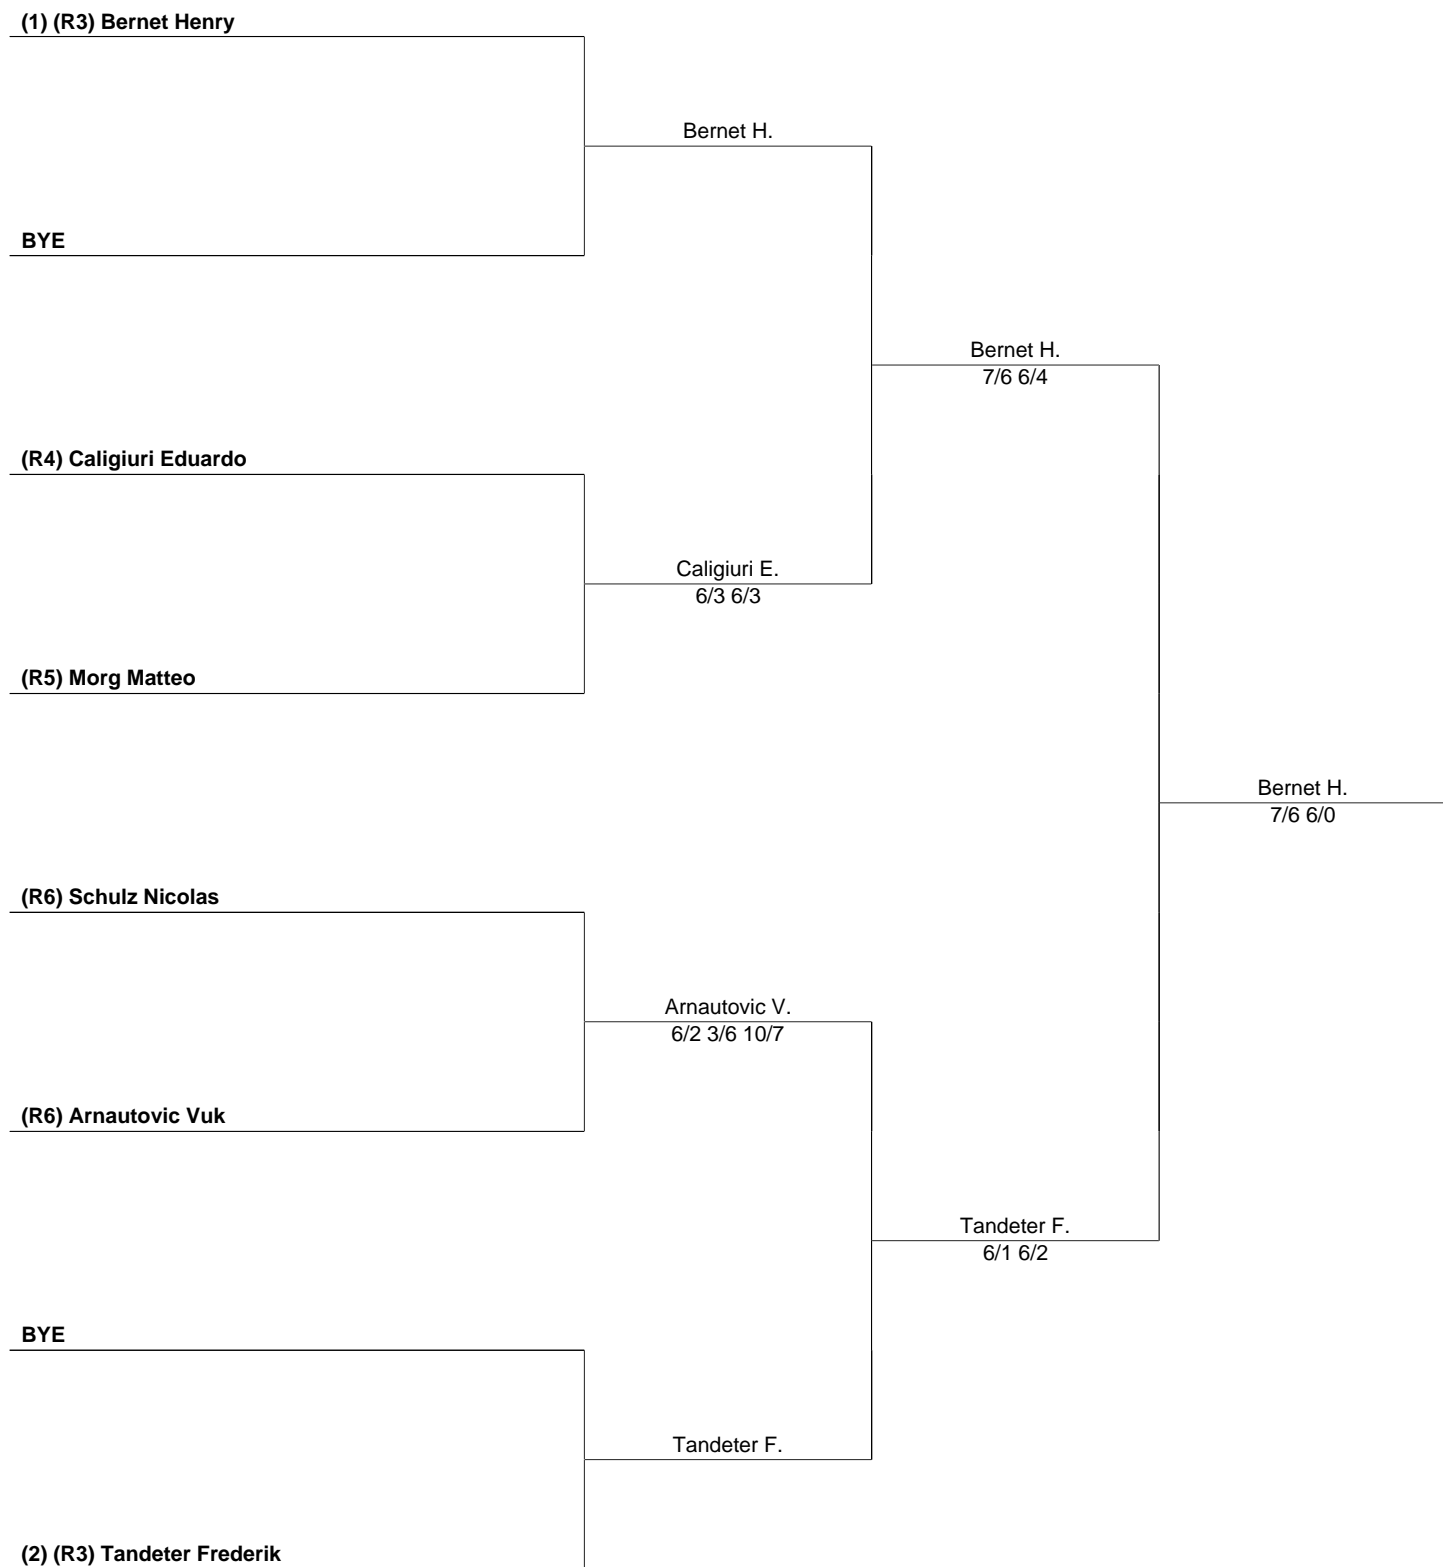 (1) (R3) Bernet Henry
Bernet H.
BYE
Bernet H.
7/6 6/4
(R4) Caligiuri Eduardo
Caligiuri E.
6/3 6/3
(R5) Morg Matteo
Bernet H.
7/6 6/0
(R6) Schulz Nicolas
Arnautovic V.
6/2 3/6 10/7
(R6) Arnautovic Vuk
Tandeter F.
6/1 6/2
BYE
Tandeter F.
(2) (R3) Tandeter Frederik